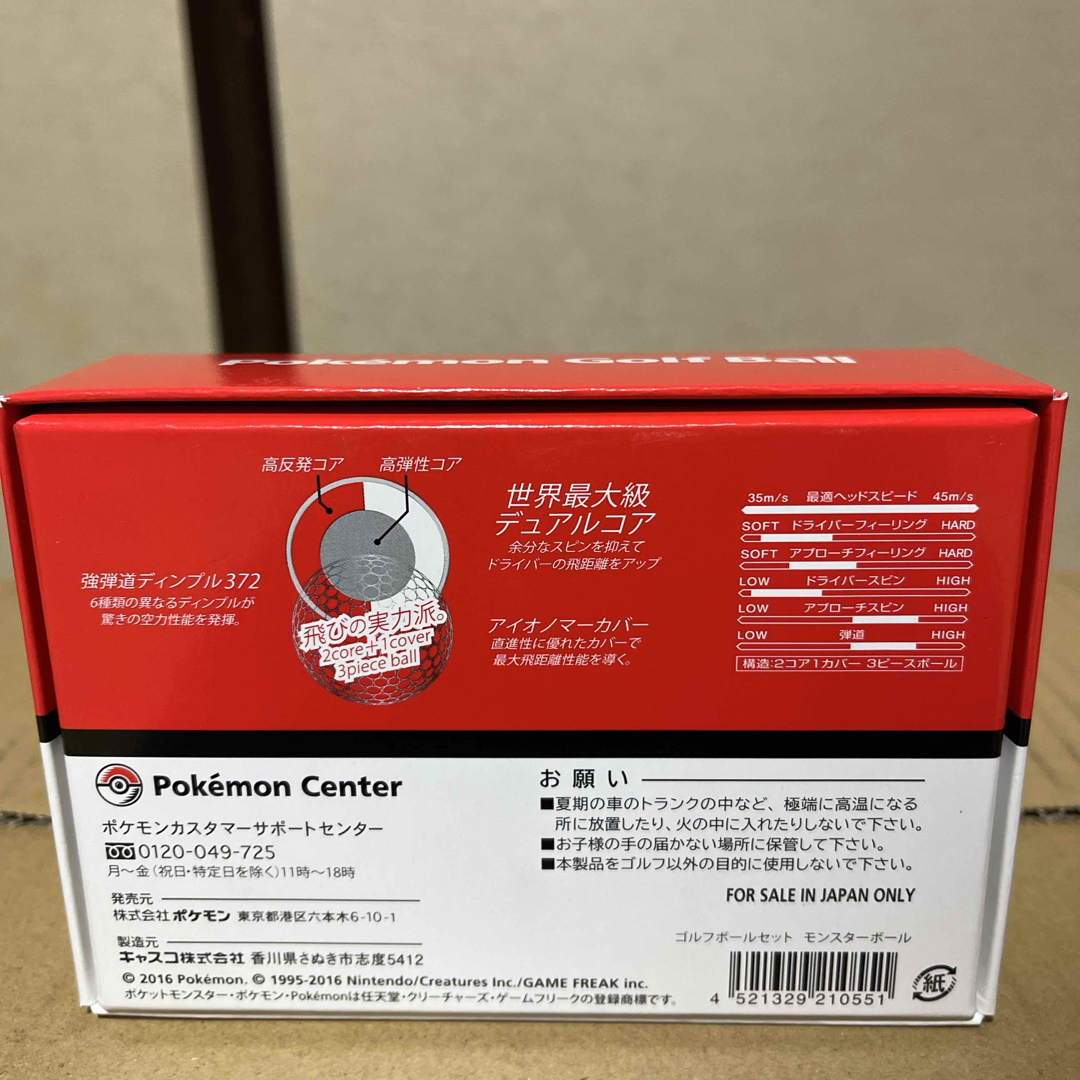 Pokémon Golf Ball
高反発コア 高弾性コア
世界最大級
デュアルコア
余分なスピンを抑えて
ドライバーの飛距離をアップ
強弾道ディンプル372
6種類の異なるディンプルが
驚きの空力性能を発揮。
飛びの実力派。
2core+1cover
3piece ball
アイオノマーカバー
直進性に優れたカバーで
最大飛距離性能を導く。
35m/s 最適ヘッドスピード 45m/s
SOFT ドライバーフィーリング HARD
SOFT アプローチフィーリング HARD
LOW ドライバースピン HIGH
LOW アプローチスピン HIGH
LOW 弾道 HIGH
構造:2コア1カバー 3ピースボール
Pokémon Center
ポケモンカスタマーサポートセンター
0120-049-725
月～金(祝日・特定日を除く)11時～18時
発売元
株式会社ポケモン 東京都港区六本木6-10-1
製造元
キャスコ株式会社 香川県さぬき市志度5412
© 2016 Pokémon. © 1995-2016 Nintendo/Creatures Inc./GAME FREAK inc.
ポケットモンスター・ポケモン・Pokémonは任天堂・クリーチャーズ・ゲームフリークの登録商標です。
お願い
■夏期の車のトランクの中など、極端に高温になる
所に放置したり、火の中に入れたりしないで下さい。
■お子様の手の届かない場所に保管して下さい。
■本製品をゴルフ以外の目的に使用しないで下さい。
FOR SALE IN JAPAN ONLY
ゴルフボールセット モンスターボール
4 521329 210551
紙